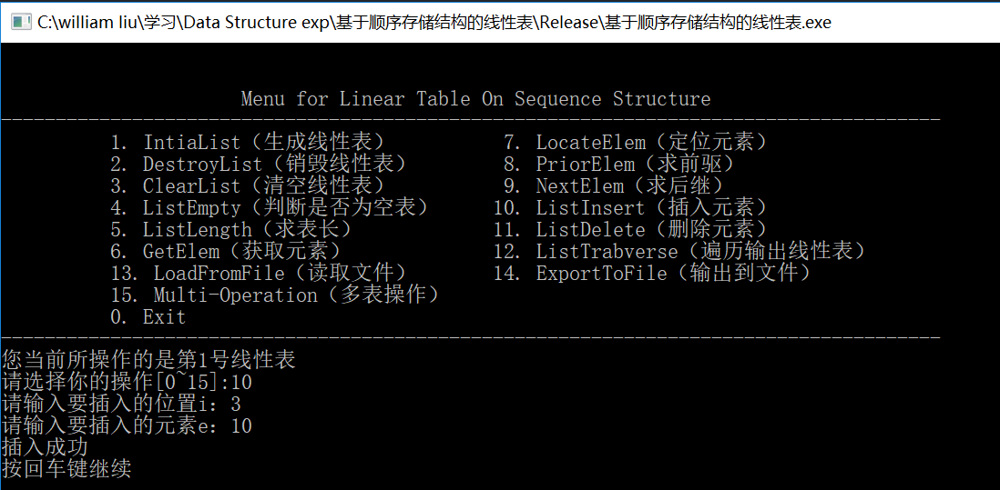 C:\william liu\学习\Data Structure exp\基于顺序存储结构的线性表\Release\基于顺序存储结构的线性表.exe
Menu for Linear Table On Sequence Structure
-------------------------------------------------------------------------------------
1. IntiaList（生成线性表） 7. LocateElem（定位元素）
2. DestroyList（销毁线性表） 8. PriorElem（求前驱）
3. ClearList（清空线性表） 9. NextElem（求后继）
4. ListEmpty（判断是否为空表） 10. ListInsert（插入元素）
5. ListLength（求表长） 11. ListDelete（删除元素）
6. GetElem（获取元素） 12. ListTrabverse（遍历输出线性表）
13. LoadFromFile（读取文件） 14. ExportToFile（输出到文件）
15. Multi-Operation（多表操作）
0. Exit
-------------------------------------------------------------------------------------
您当前所操作的是第1号线性表
请选择你的操作[0~15]:10
请输入要插入的位置i：3
请输入要插入的元素e：10
插入成功
按回车键继续